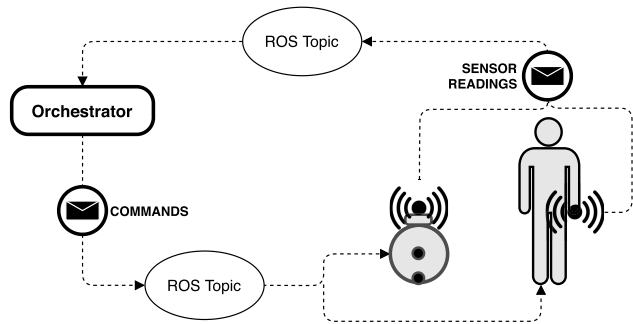 ROS Topic
SENSOR
READINGS
Orchestrator
COMMANDS
ROS Topic